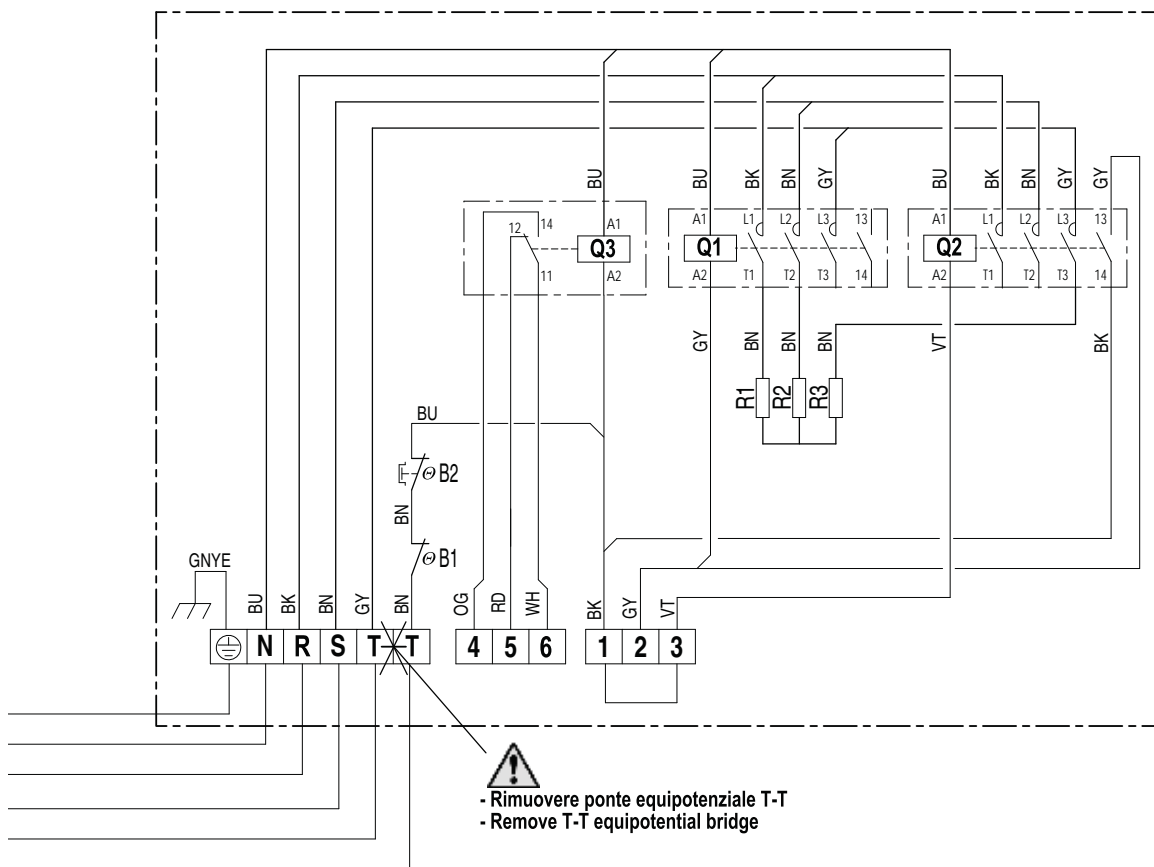 BU BU BK BN GY BU BK BN GY GY
12 14 A1 A1 L1 L2 L3 13 A1 L1 L2 L3 13
Q3 Q1 Q2
11 A2 A2 T1 T2 T3 14 A2 T1 T2 T3 14
GY BN BN BN VT BK
R1 R2 R3
BU
B2
BN
GNYE B1
BU BK BN GY BN OG RD WH BK GY VT
N R S T T 4 5 6 1 2 3
- Rimuovere ponte equipotenziale T-T
- Remove T-T equipotential bridge